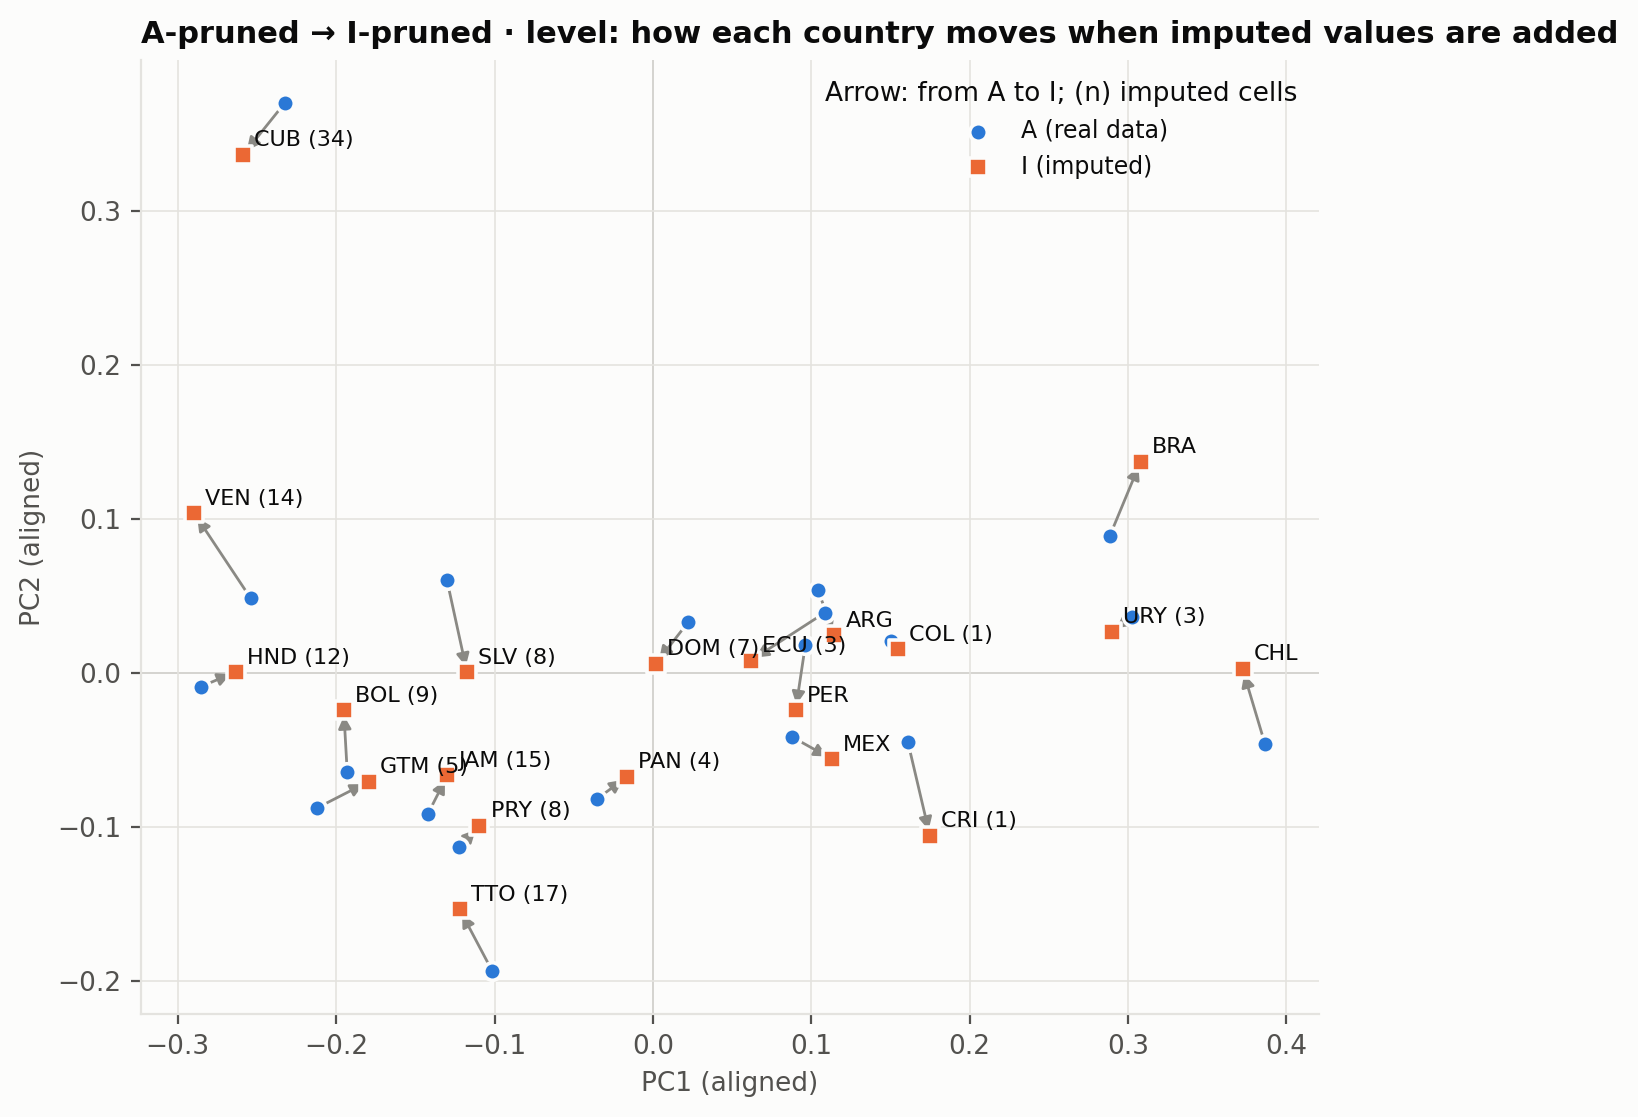 A-pruned → I-pruned · level: how each country moves when imputed values are added
Arrow: from A to I; (n) imputed cells
A (real data)
I (imputed)
CUB (34)
BRA
VEN (14)
URY (3)
ARG
COL (1)
DOM (7)
ECU (3)
HND (12)
SLV (8)
CHL
BOL (9)
PER
MEX
GTM (5)
JAM (15)
PAN (4)
PRY (8)
CRI (1)
TTO (17)
0.3
0.2
0.1
0.0
−0.1
−0.2
PC2 (aligned)
−0.3
−0.2
−0.1
0.0
0.1
0.2
0.3
0.4
PC1 (aligned)